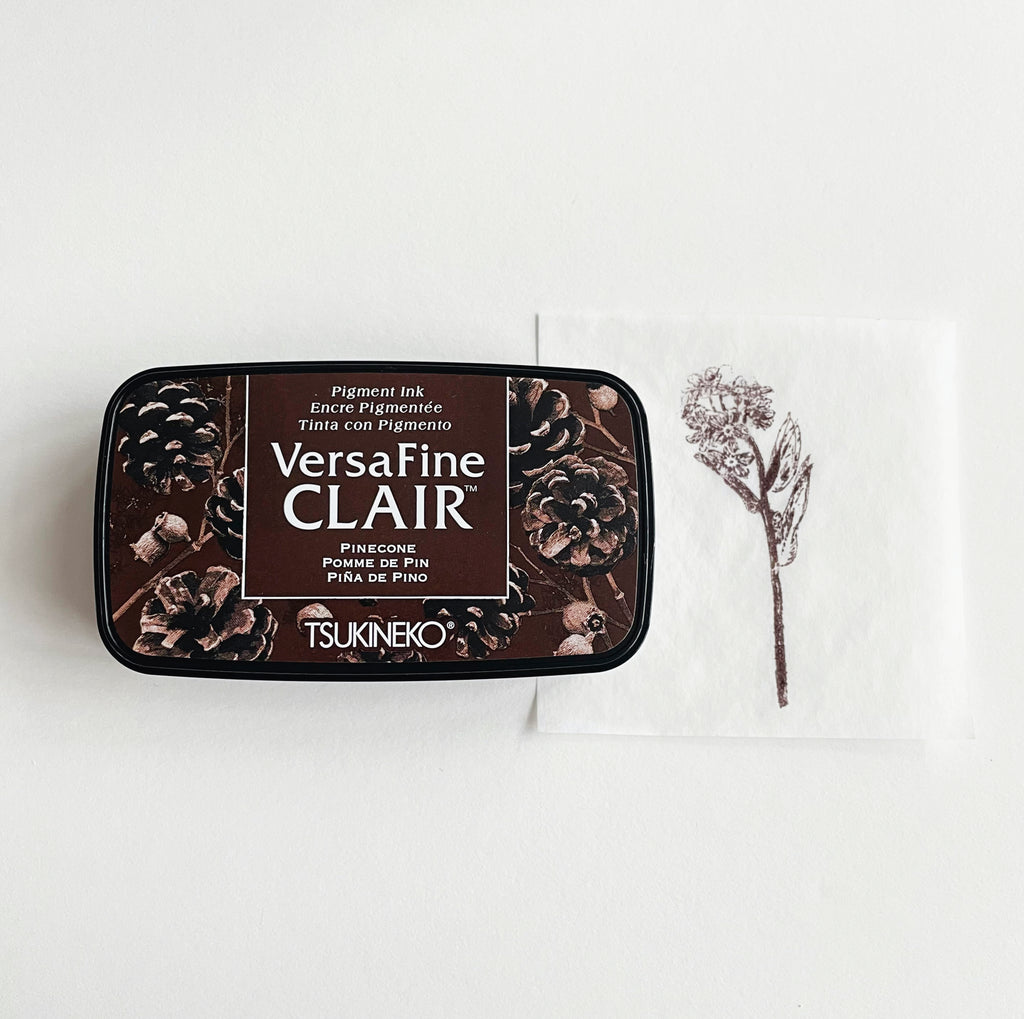 Pigment Ink
Encre Pigmentée
Tinta con Pigmento
VersaFine
CLAIR™
Pinecone
Pomme de Pin
Piña de Pino
TSUKINEKO®